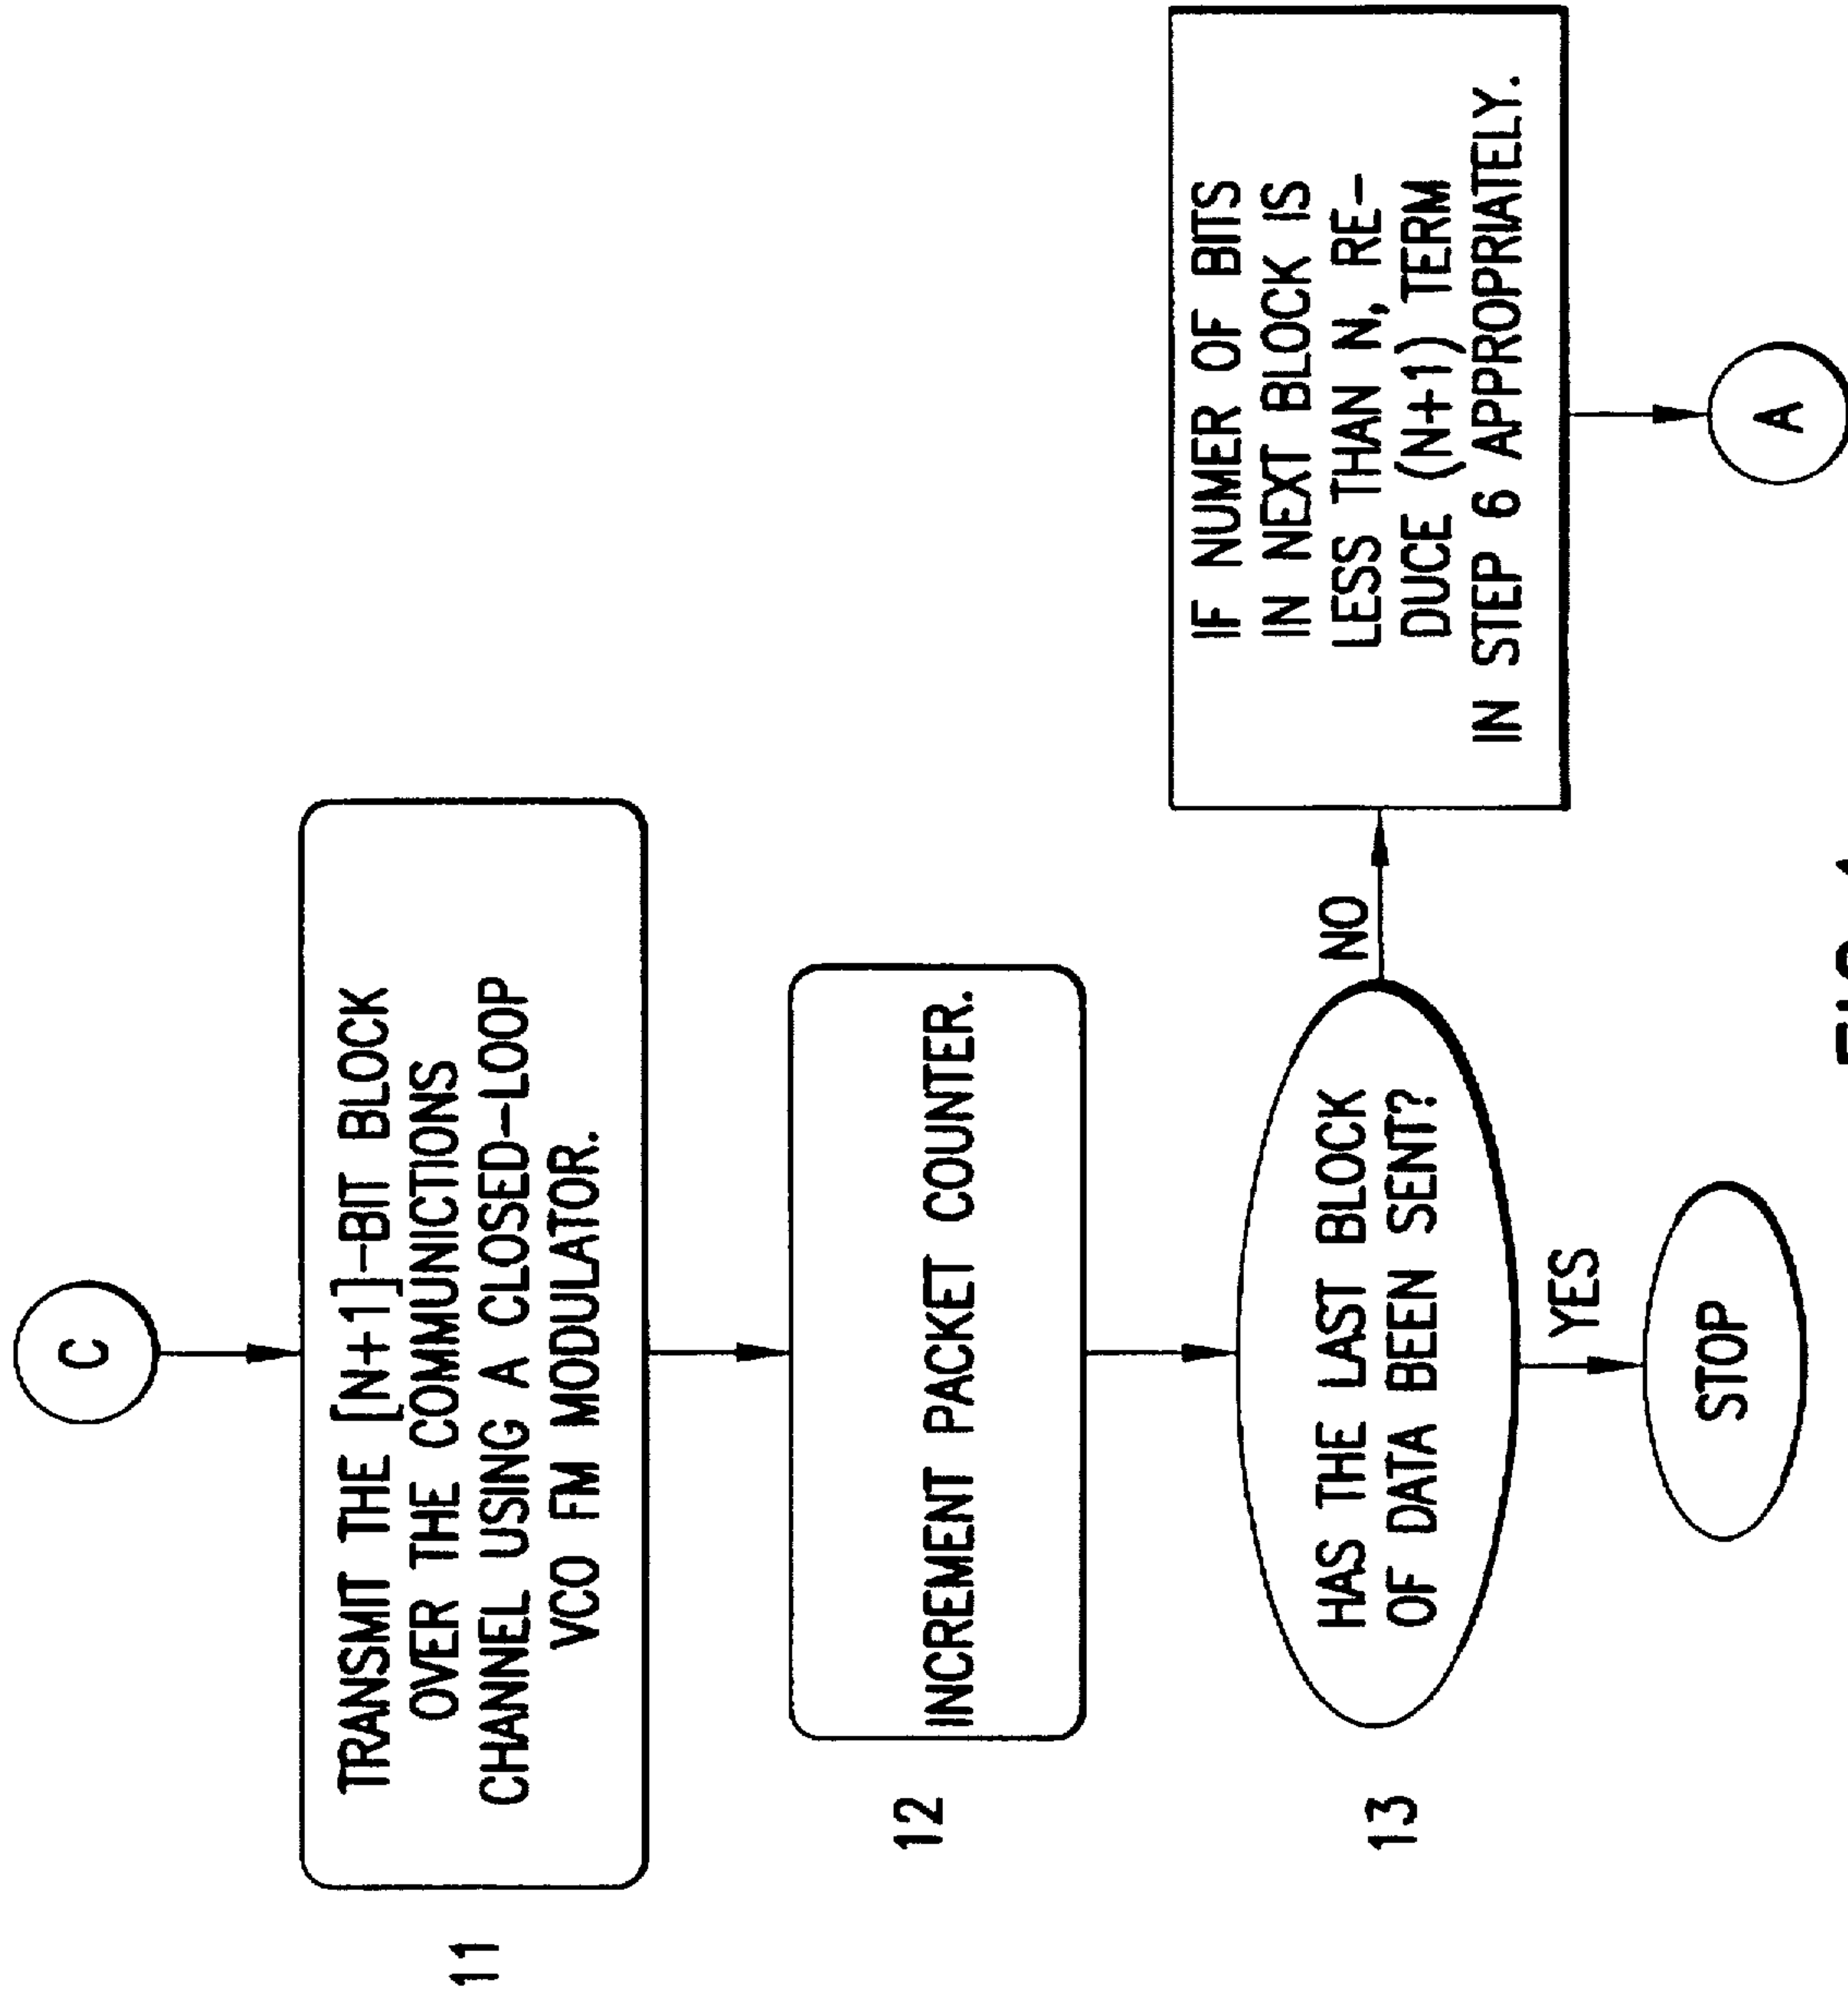 C
11
TRANSMIT THE [N+1]-BIT BLOCK
OVER THE COMMUNICTIONS
CHANNEL USING A CLOSED-LOOP
VCO FM MODULATOR.
12
INCREMENT PACKET COUNTER.
13
HAS THE LAST BLOCK
OF DATA BEEN SENT?
NO
YES
STOP
IF NUMER OF BITS
IN NEXT BLOCK IS
LESS THAN N, RE-
DUCE (N+1) TERM
IN STEP 6 APPROPRIATELY.
A